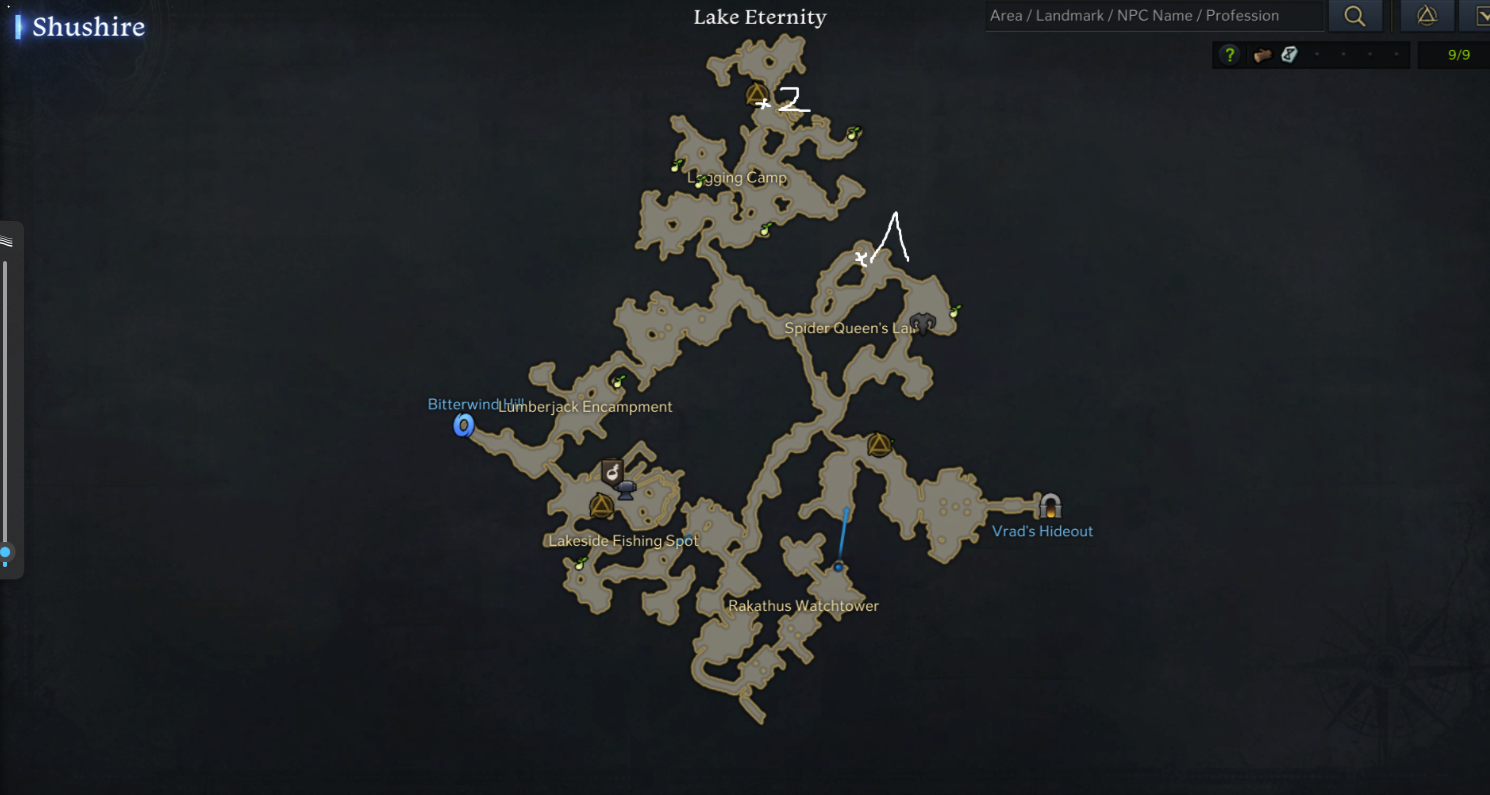 Lake Eternity
Shushire
Area / Landmark / NPC Name / Profession
?
9/9
2
Logging Camp
1
Spider Queen's Lair
Bitterwind Hill
Lumberjack Encampment
Vrad's Hideout
Lakeside Fishing Spot
Rakathus Watchtower